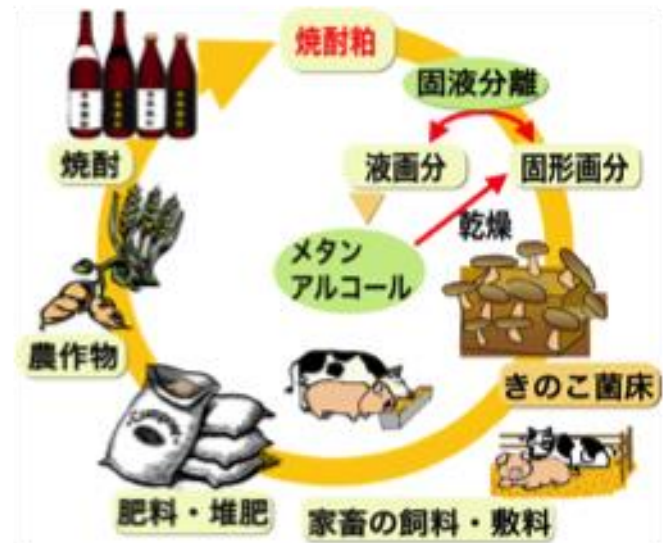 焼酎粕
固液分離
液画分
固形画分
乾燥
メタン
アルコール
きのこ菌床
家畜の飼料・敷料
肥料・堆肥
農作物
焼酎